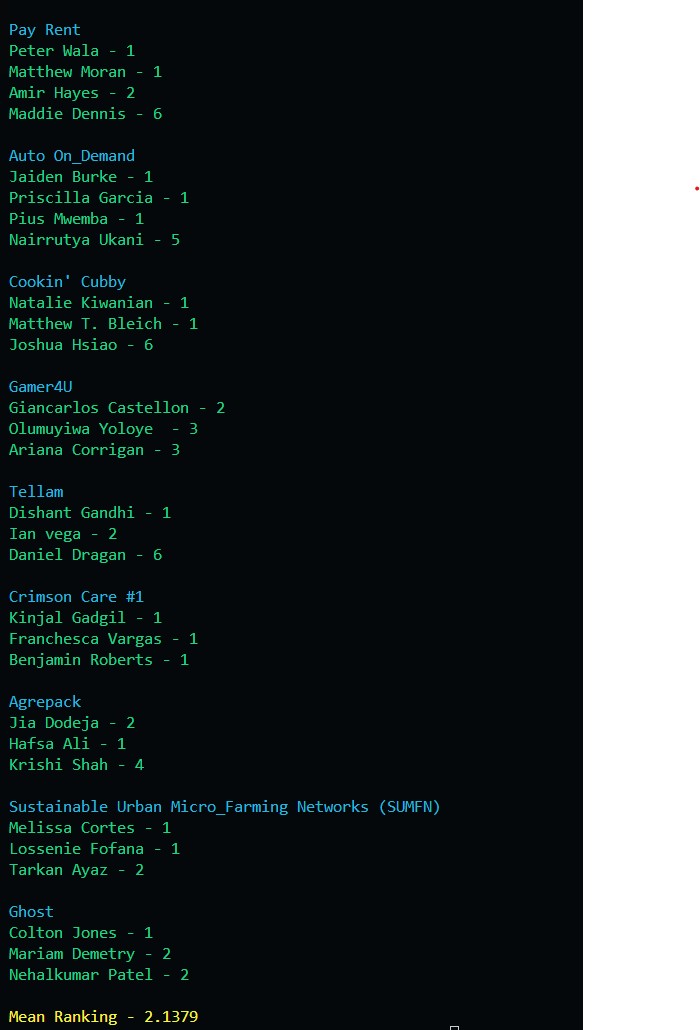 Pay Rent
Peter Wala - 1
Matthew Moran - 1
Amir Hayes - 2
Maddie Dennis - 6
Auto On_Demand
Jaiden Burke - 1
Priscilla Garcia - 1
Pius Mwemba - 1
Nairrutya Ukani - 5
Cookin' Cubby
Natalie Kiwanian - 1
Matthew T. Bleich - 1
Joshua Hsiao - 6
Gamer4U
Giancarlos Castellon - 2
Olumuyiwa Yoloye  - 3
Ariana Corrigan - 3
Tellam
Dishant Gandhi - 1
Ian vega - 2
Daniel Dragan - 6
Crimson Care #1
Kinjal Gadgil - 1
Franchesca Vargas - 1
Benjamin Roberts - 1
Agrepack
Jia Dodeja - 2
Hafsa Ali - 1
Krishi Shah - 4
Sustainable Urban Micro_Farming Networks (SUMFN)
Melissa Cortes - 1
Lossenie Fofana - 1
Tarkan Ayaz - 2
Ghost
Colton Jones - 1
Mariam Demetry - 2
Nehalkumar Patel - 2
Mean Ranking - 2.1379